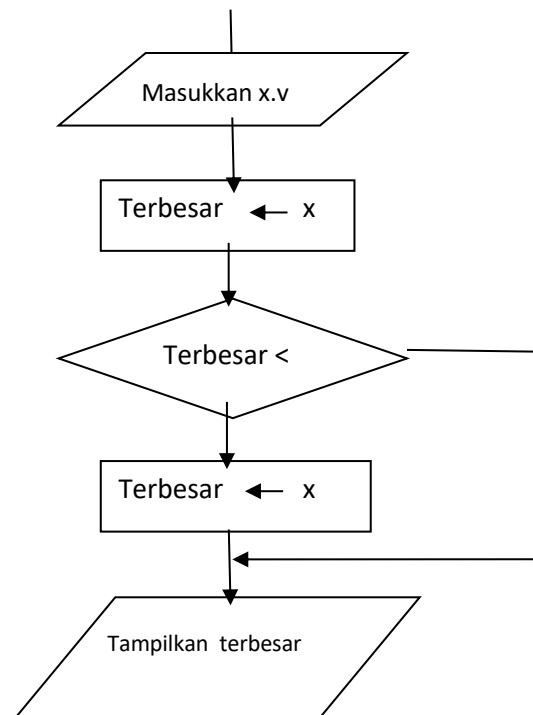 Masukkan x.v
Terbesar ← x
Terbesar <
Terbesar ← x
Tampilkan terbesar